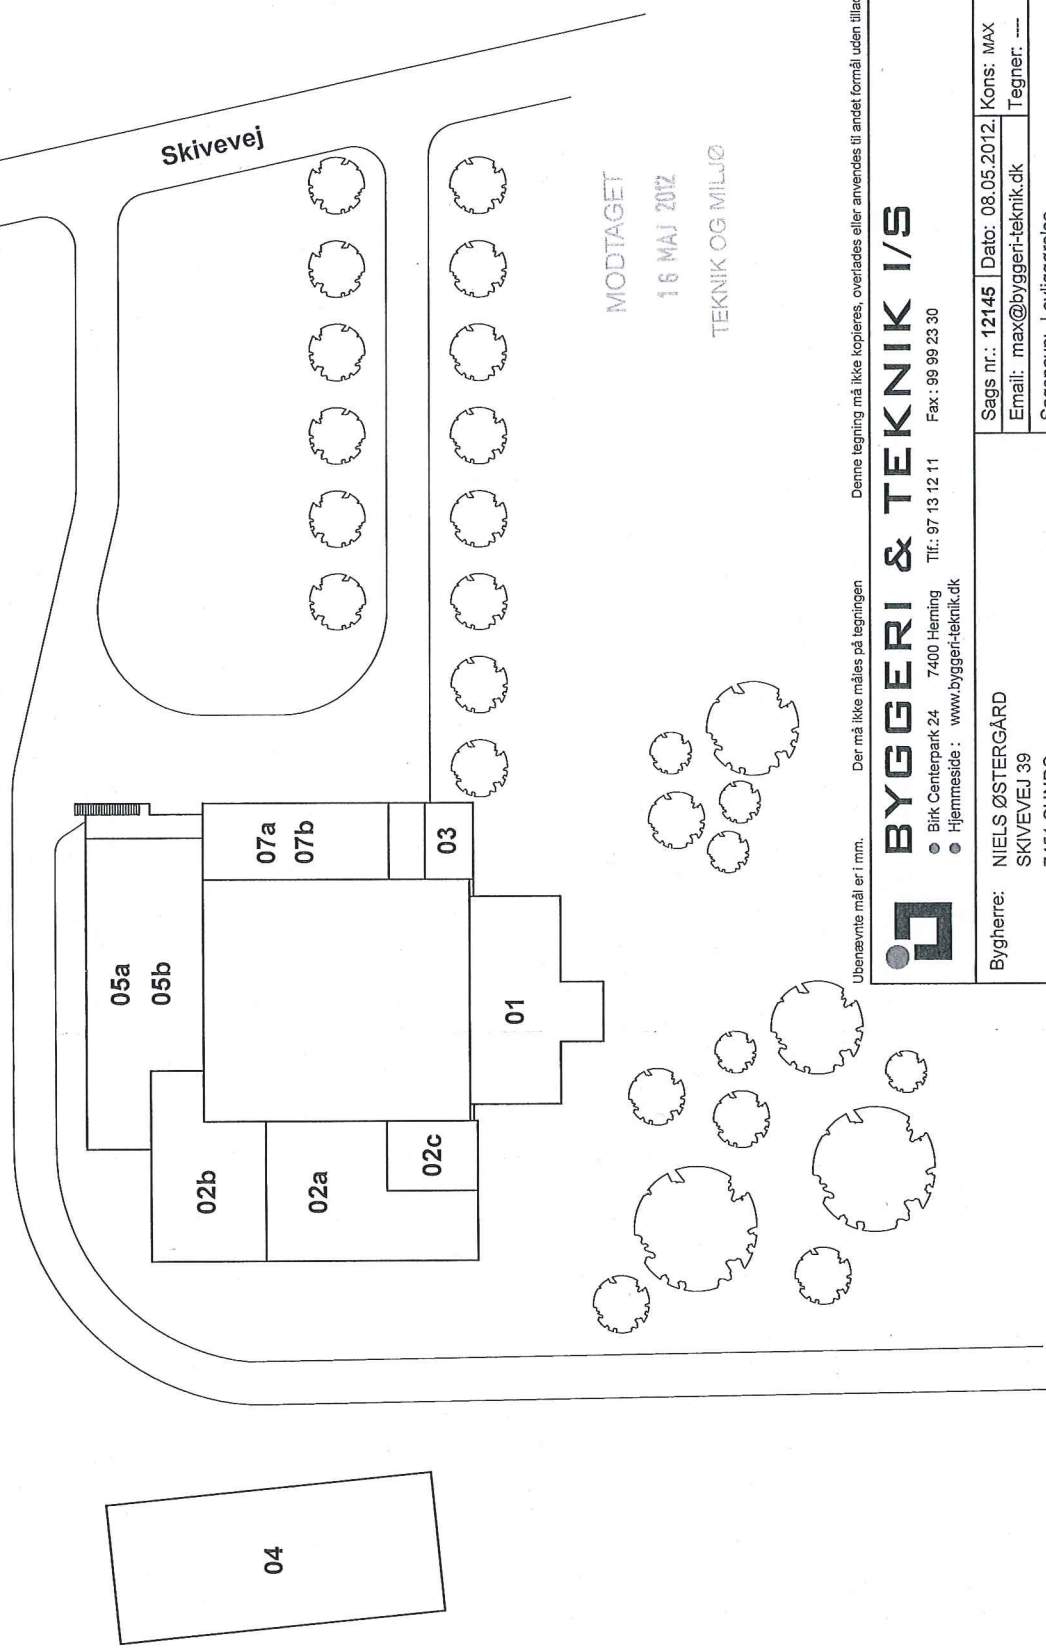 Skivevej
05a
05b
07a
07b
03
02b
02a
02c
01
04
MODTAGET
16 MAJ 2012
TEKNIK OG MILJØ
Ubenævnte mål er i mm. Der må ikke måles på tegningen Denne tegning må ikke kopieres, overlades eller anvendes til andet formål uden
BYGGERI & TEKNIK I/S
Birk Centerpark 24 7400 Herning Tlf.: 97 13 12 11 Fax : 99 99 23 30
Hjemmeside : www.byggeri-teknik.dk
Bygherre: NIELS ØSTERGÅRD
SKIVEVEJ 39
Sags nr.: 12145 Dato: 08.05.2012. Kons: MAX
Email: max@byggeri-teknik.dk Tegner: ---